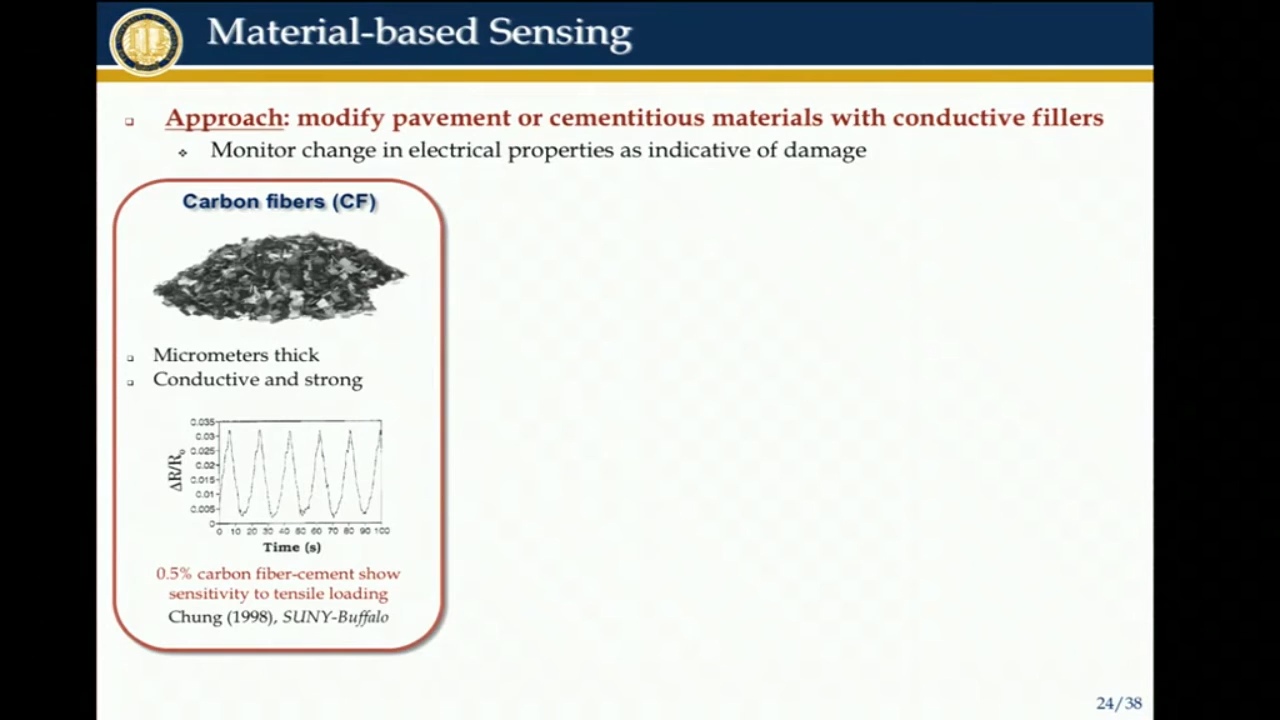 Material-based Sensing
Approach: modify pavement or cementitious materials with conductive fillers
Monitor change in electrical properties as indicative of damage
Carbon fibers (CF)
Micrometers thick
Conductive and strong
0.035
0.03
0.025
0.02
0.015
0.01
0.005
0
ΔR/R₀
0 10 20 30 40 50 60 70 80 90 100
Time (s)
0.5% carbon fiber-cement show
sensitivity to tensile loading
Chung (1998), SUNY-Buffalo
24/38